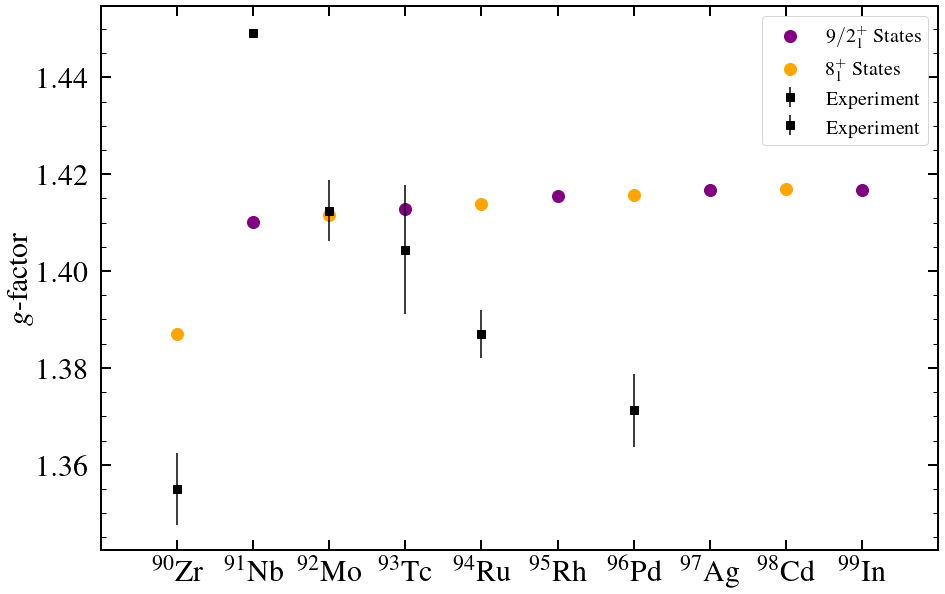 9/2₁⁺ States
8₁⁺ States
Experiment
Experiment
1.44
1.42
1.40
1.38
1.36
g-factor
⁹⁰Zr ⁹¹Nb ⁹²Mo ⁹³Tc ⁹⁴Ru ⁹⁵Rh ⁹⁶Pd ⁹⁷Ag ⁹⁸Cd ⁹⁹In